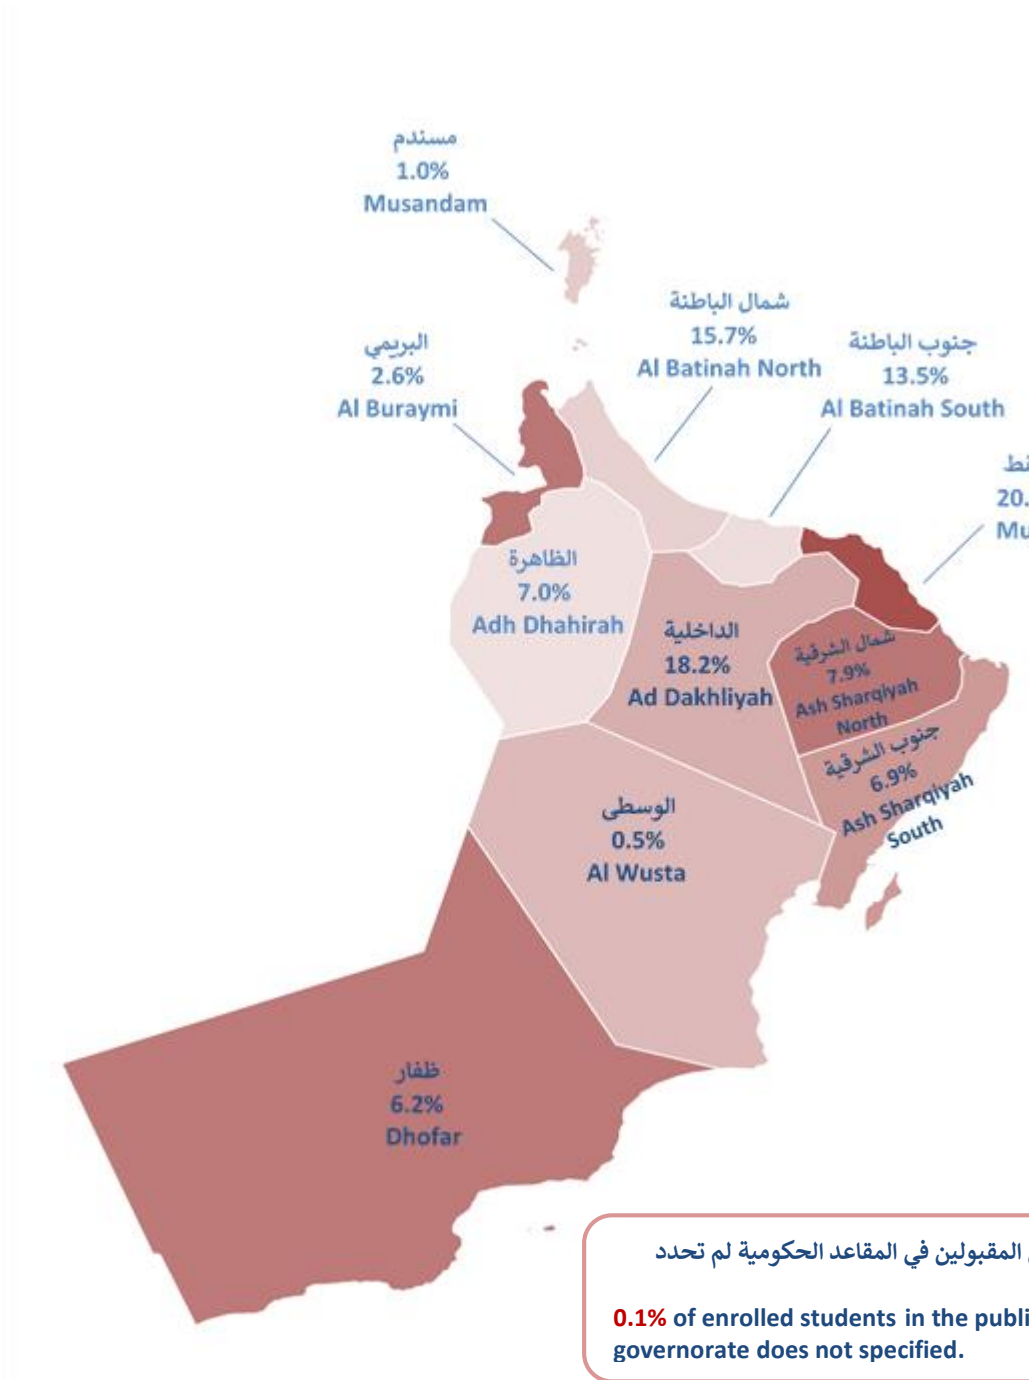 مسندم
1.0%
Musandam
شمال الباطنة
15.7%
Al Batinah North
جنوب الباطنة
13.5%
Al Batinah South
البريمي
2.6%
Al Buraymi
20.
الظاهرة
7.0%
Adh Dhahirah
الداخلية
18.2%
Ad Dakhliyah
شمال الشرقية
7.9%
Ash Sharqiyah
North
جنوب الشرقية
6.9%
Ash Sharqiyah
South
الوسطى
0.5%
Al Wusta
ظفار
6.2%
Dhofar
المقبولين في المقاعد الحكومية لم تحدد
0.1% of enrolled students in the publi
governorate does not specified.